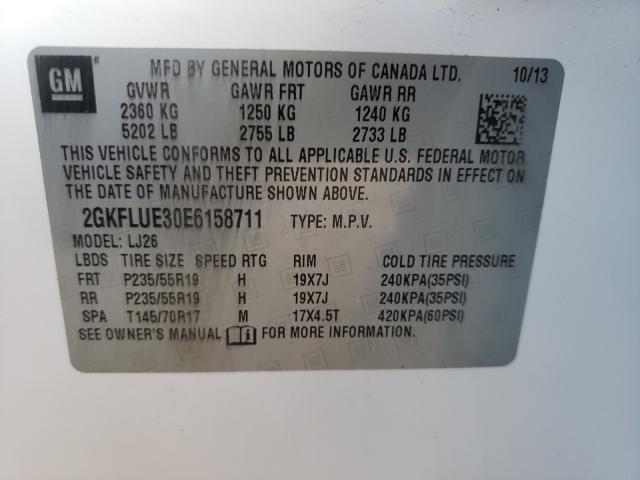 GM
MFD BY GENERAL MOTORS OF CANADA LTD. 10/13
GVWR GAWR FRT GAWR RR
2360 KG 1250 KG 1240 KG
5202 LB 2755 LB 2733 LB
THIS VEHICLE CONFORMS TO ALL APPLICABLE U.S. FEDERAL MOTOR
VEHICLE SAFETY AND THEFT PREVENTION STANDARDS IN EFFECT ON
THE DATE OF MANUFACTURE SHOWN ABOVE.
2GKFLUE30E6158711 TYPE: M.P.V.
MODEL: LJ26
LBDS TIRE SIZE SPEED RTG RIM COLD TIRE PRESSURE
FRT P235/55R19 H 19X7J 240KPA(35PSI)
RR P235/55R19 H 19X7J 240KPA(35PSI)
SPA T145/70R17 M 17X4.5T 420KPA(60PSI)
SEE OWNER'S MANUAL FOR MORE INFORMATION.